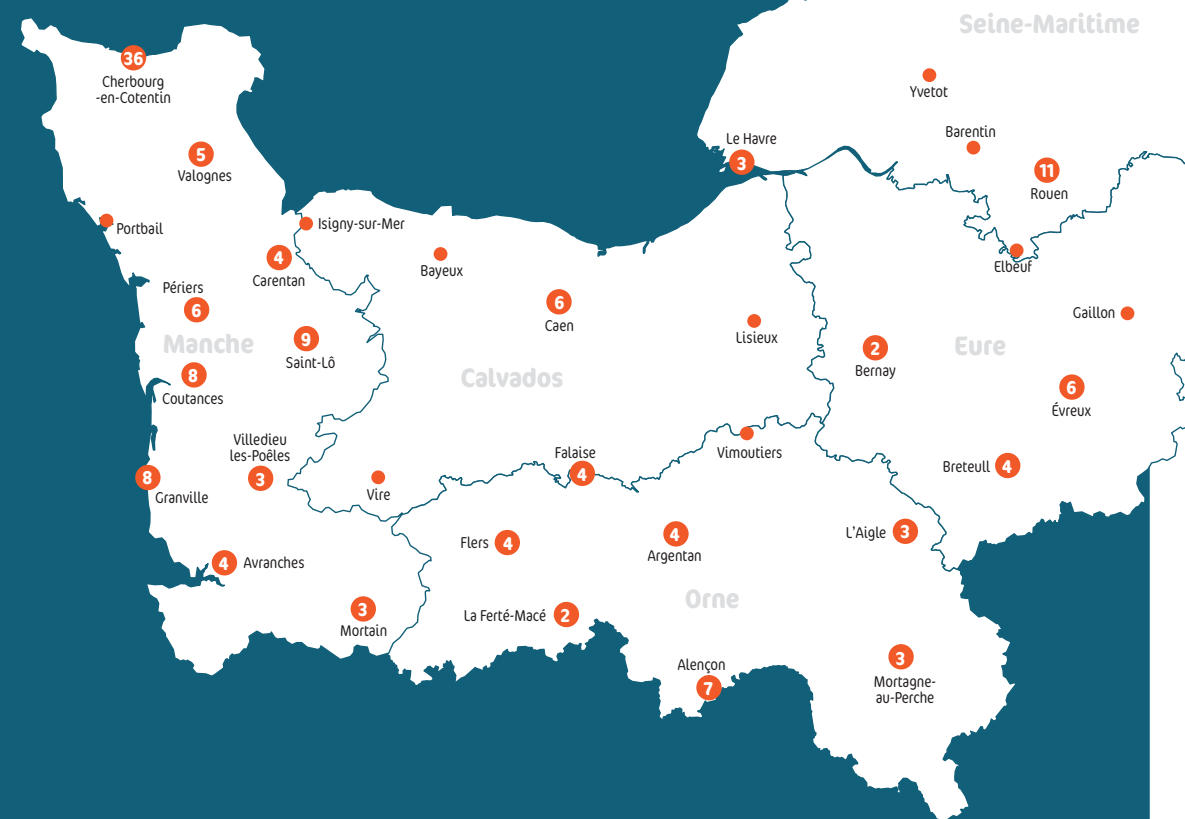 Seine-Maritime
36
Cherbourg
-en-Cotentin
Yvetot
Barentin
Le Havre
3
5
Valognes
11
Rouen
Portbail
Isigny-sur-Mer
4
Carentan
Bayeux
Elbeuf
Périers
6
6
Caen
Gaillon
Manche
9
Saint-Lô
Lisieux
2
Bernay
Eure
8
Coutances
Calvados
6
Évreux
Villedieu
les-Poêles
3
Falaise
4
Vimoutiers
Breteull
4
8
Granville
Vire
Flers
4
4
Argentan
L'Aigle
3
4
Avranches
Orne
3
Mortain
La Ferté-Macé
2
Alençon
7
3
Mortagne-
au-Perche